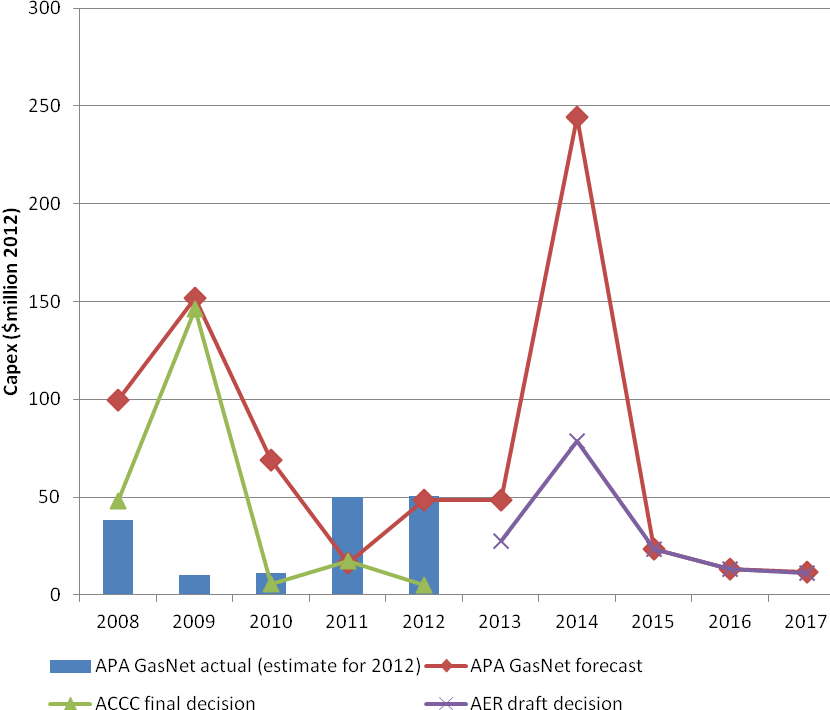 300
250
200
150
100
50
0
Capex ($million 2012)
2008 2009 2010 2011 2012 2013 2014 2015 2016 2017
APA GasNet actual (estimate for 2012) APA GasNet forecast
ACCC final decision AER draft decision